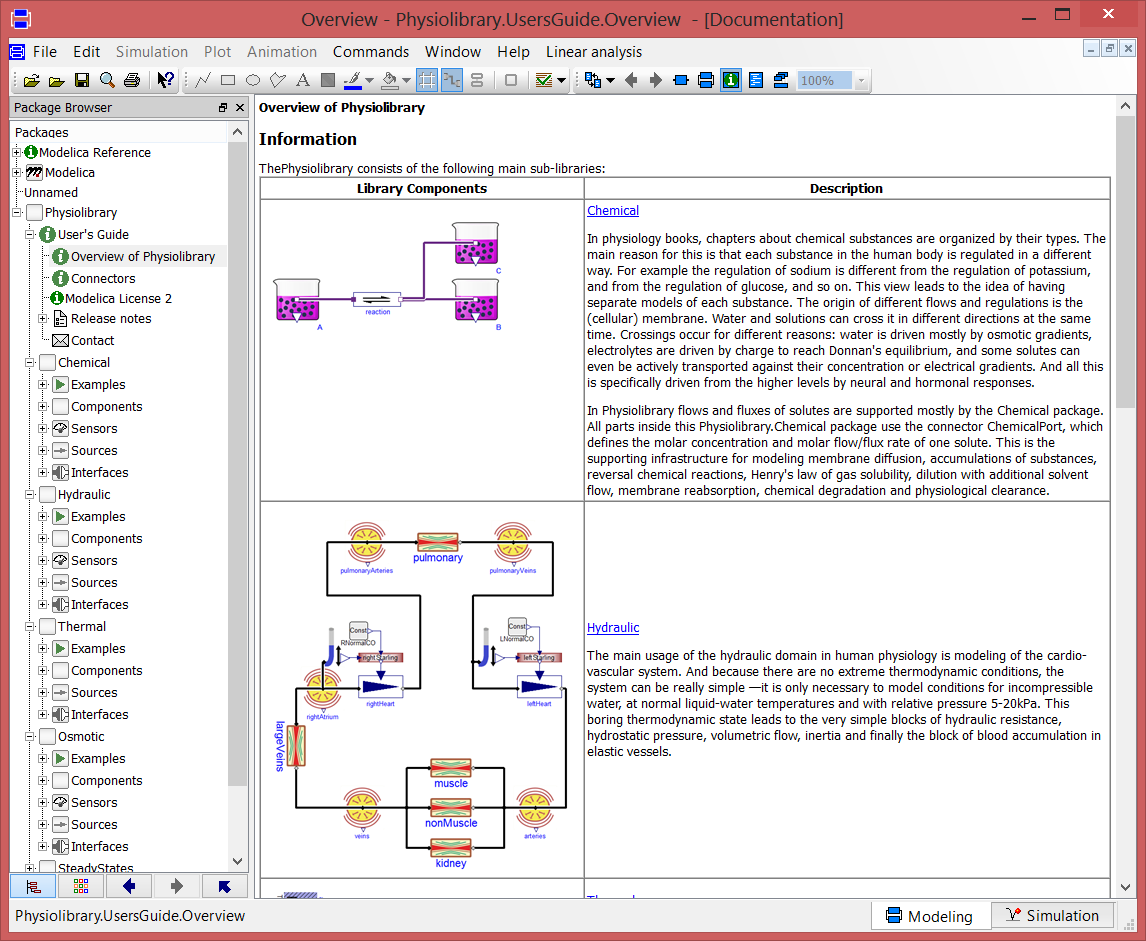 Overview - Physiolibrary.UsersGuide.Overview - [Documentation]
File Edit Simulation Plot Animation Commands Window Help Linear analysis
100%
Package Browser
Packages
Modelica Reference
Modelica
Unnamed
Physiolibrary
User's Guide
Overview of Physiolibrary
Connectors
Modelica License 2
Release notes
Contact
Chemical
Examples
Components
Sensors
Sources
Interfaces
Hydraulic
Examples
Components
Sensors
Sources
Interfaces
Thermal
Examples
Components
Sources
Interfaces
Osmotic
Examples
Components
Sensors
Sources
Interfaces
SteadyStates
Overview of Physiolibrary
Information
ThePhysiolibrary consists of the following main sub-libraries:
Library Components
Description
C
A
reaction
B
Chemical
In physiology books, chapters about chemical substances are organized by their types. The
main reason for this is that each substance in the human body is regulated in a different
way. For example the regulation of sodium is different from the regulation of potassium,
and from the regulation of glucose, and so on. This view leads to the idea of having
separate models of each substance. The origin of different flows and regulations is the
(cellular) membrane. Water and solutions can cross it in different directions at the same
time. Crossings occur for different reasons: water is driven mostly by osmotic gradients,
electrolytes are driven by charge to reach Donnan's equilibrium, and some solutes can
even be actively transported against their concentration or electrical gradients. And all this
is specifically driven from the higher levels by neural and hormonal responses.
In Physiolibrary flows and fluxes of solutes are supported mostly by the Chemical package.
All parts inside this Physiolibrary.Chemical package use the connector ChemicalPort, which
defines the molar concentration and molar flow/flux rate of one solute. This is the
supporting infrastructure for modeling membrane diffusion, accumulations of substances,
reversal chemical reactions, Henry's law of gas solubility, dilution with additional solvent
flow, membrane reabsorption, chemical degradation and physiological clearance.
pulmonaryArteries
pulmonary
pulmonaryVeins
Const
RNormalCO
Const
LNormalCO
rightStarling
leftStarling
rightAtrium
rightHeart
leftHeart
largeVeins
muscle
veins
nonMuscle
arteries
kidney
Hydraulic
The main usage of the hydraulic domain in human physiology is modeling of the cardio-
vascular system. And because there are no extreme thermodynamic conditions, the
system can be really simple —it is only necessary to model conditions for incompressible
water, at normal liquid-water temperatures and with relative pressure 5-20kPa. This
boring thermodynamic state leads to the very simple blocks of hydraulic resistance,
hydrostatic pressure, volumetric flow, inertia and finally the block of blood accumulation in
elastic vessels.
Physiolibrary.UsersGuide.Overview
Modeling
Simulation